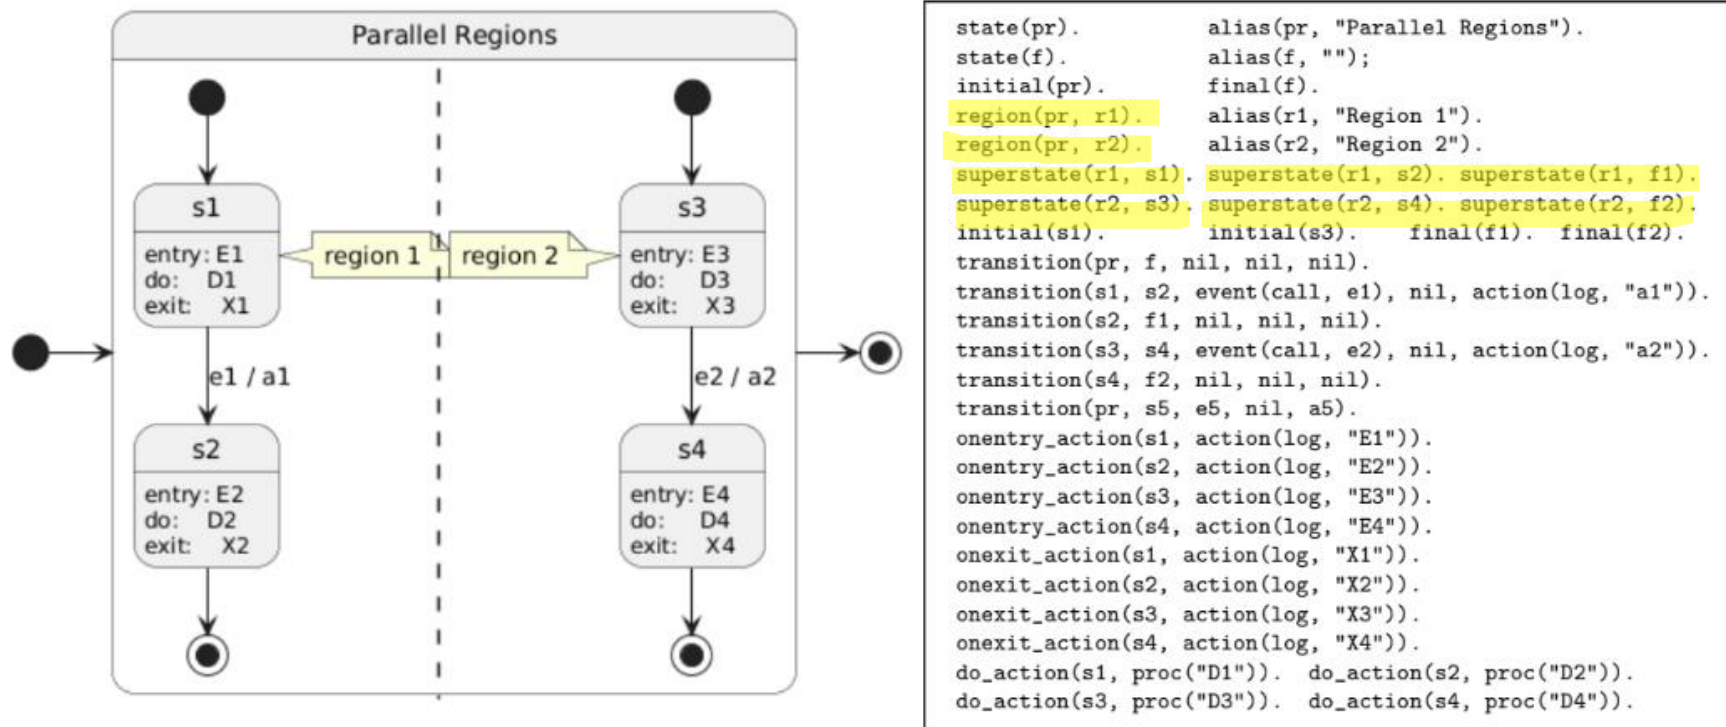 Parallel Regions
s1
entry: E1
do: D1
exit: X1
region 1
region 2
s3
entry: E3
do: D3
exit: X3
e1 / a1
e2 / a2
s2
entry: E2
do: D2
exit: X2
s4
entry: E4
do: D4
exit: X4
state(pr). alias(pr, "Parallel Regions").
state(f). alias(f, "");
initial(pr). final(f).
region(pr, r1). alias(r1, "Region 1").
region(pr, r2). alias(r2, "Region 2").
superstate(r1, s1). superstate(r1, s2). superstate(r1, f1).
superstate(r2, s3). superstate(r2, s4). superstate(r2, f2).
initial(s1). initial(s3). final(f1). final(f2).
transition(pr, f, nil, nil, nil).
transition(s1, s2, event(call, e1), nil, action(log, "a1")).
transition(s2, f1, nil, nil, nil).
transition(s3, s4, event(call, e2), nil, action(log, "a2")).
transition(s4, f2, nil, nil, nil).
transition(pr, s5, e5, nil, a5).
onentry_action(s1, action(log, "E1")).
onentry_action(s2, action(log, "E2")).
onentry_action(s3, action(log, "E3")).
onentry_action(s4, action(log, "E4")).
onexit_action(s1, action(log, "X1")).
onexit_action(s2, action(log, "X2")).
onexit_action(s3, action(log, "X3")).
onexit_action(s4, action(log, "X4")).
do_action(s1, proc("D1")). do_action(s2, proc("D2")).
do_action(s3, proc("D3")). do_action(s4, proc("D4")).